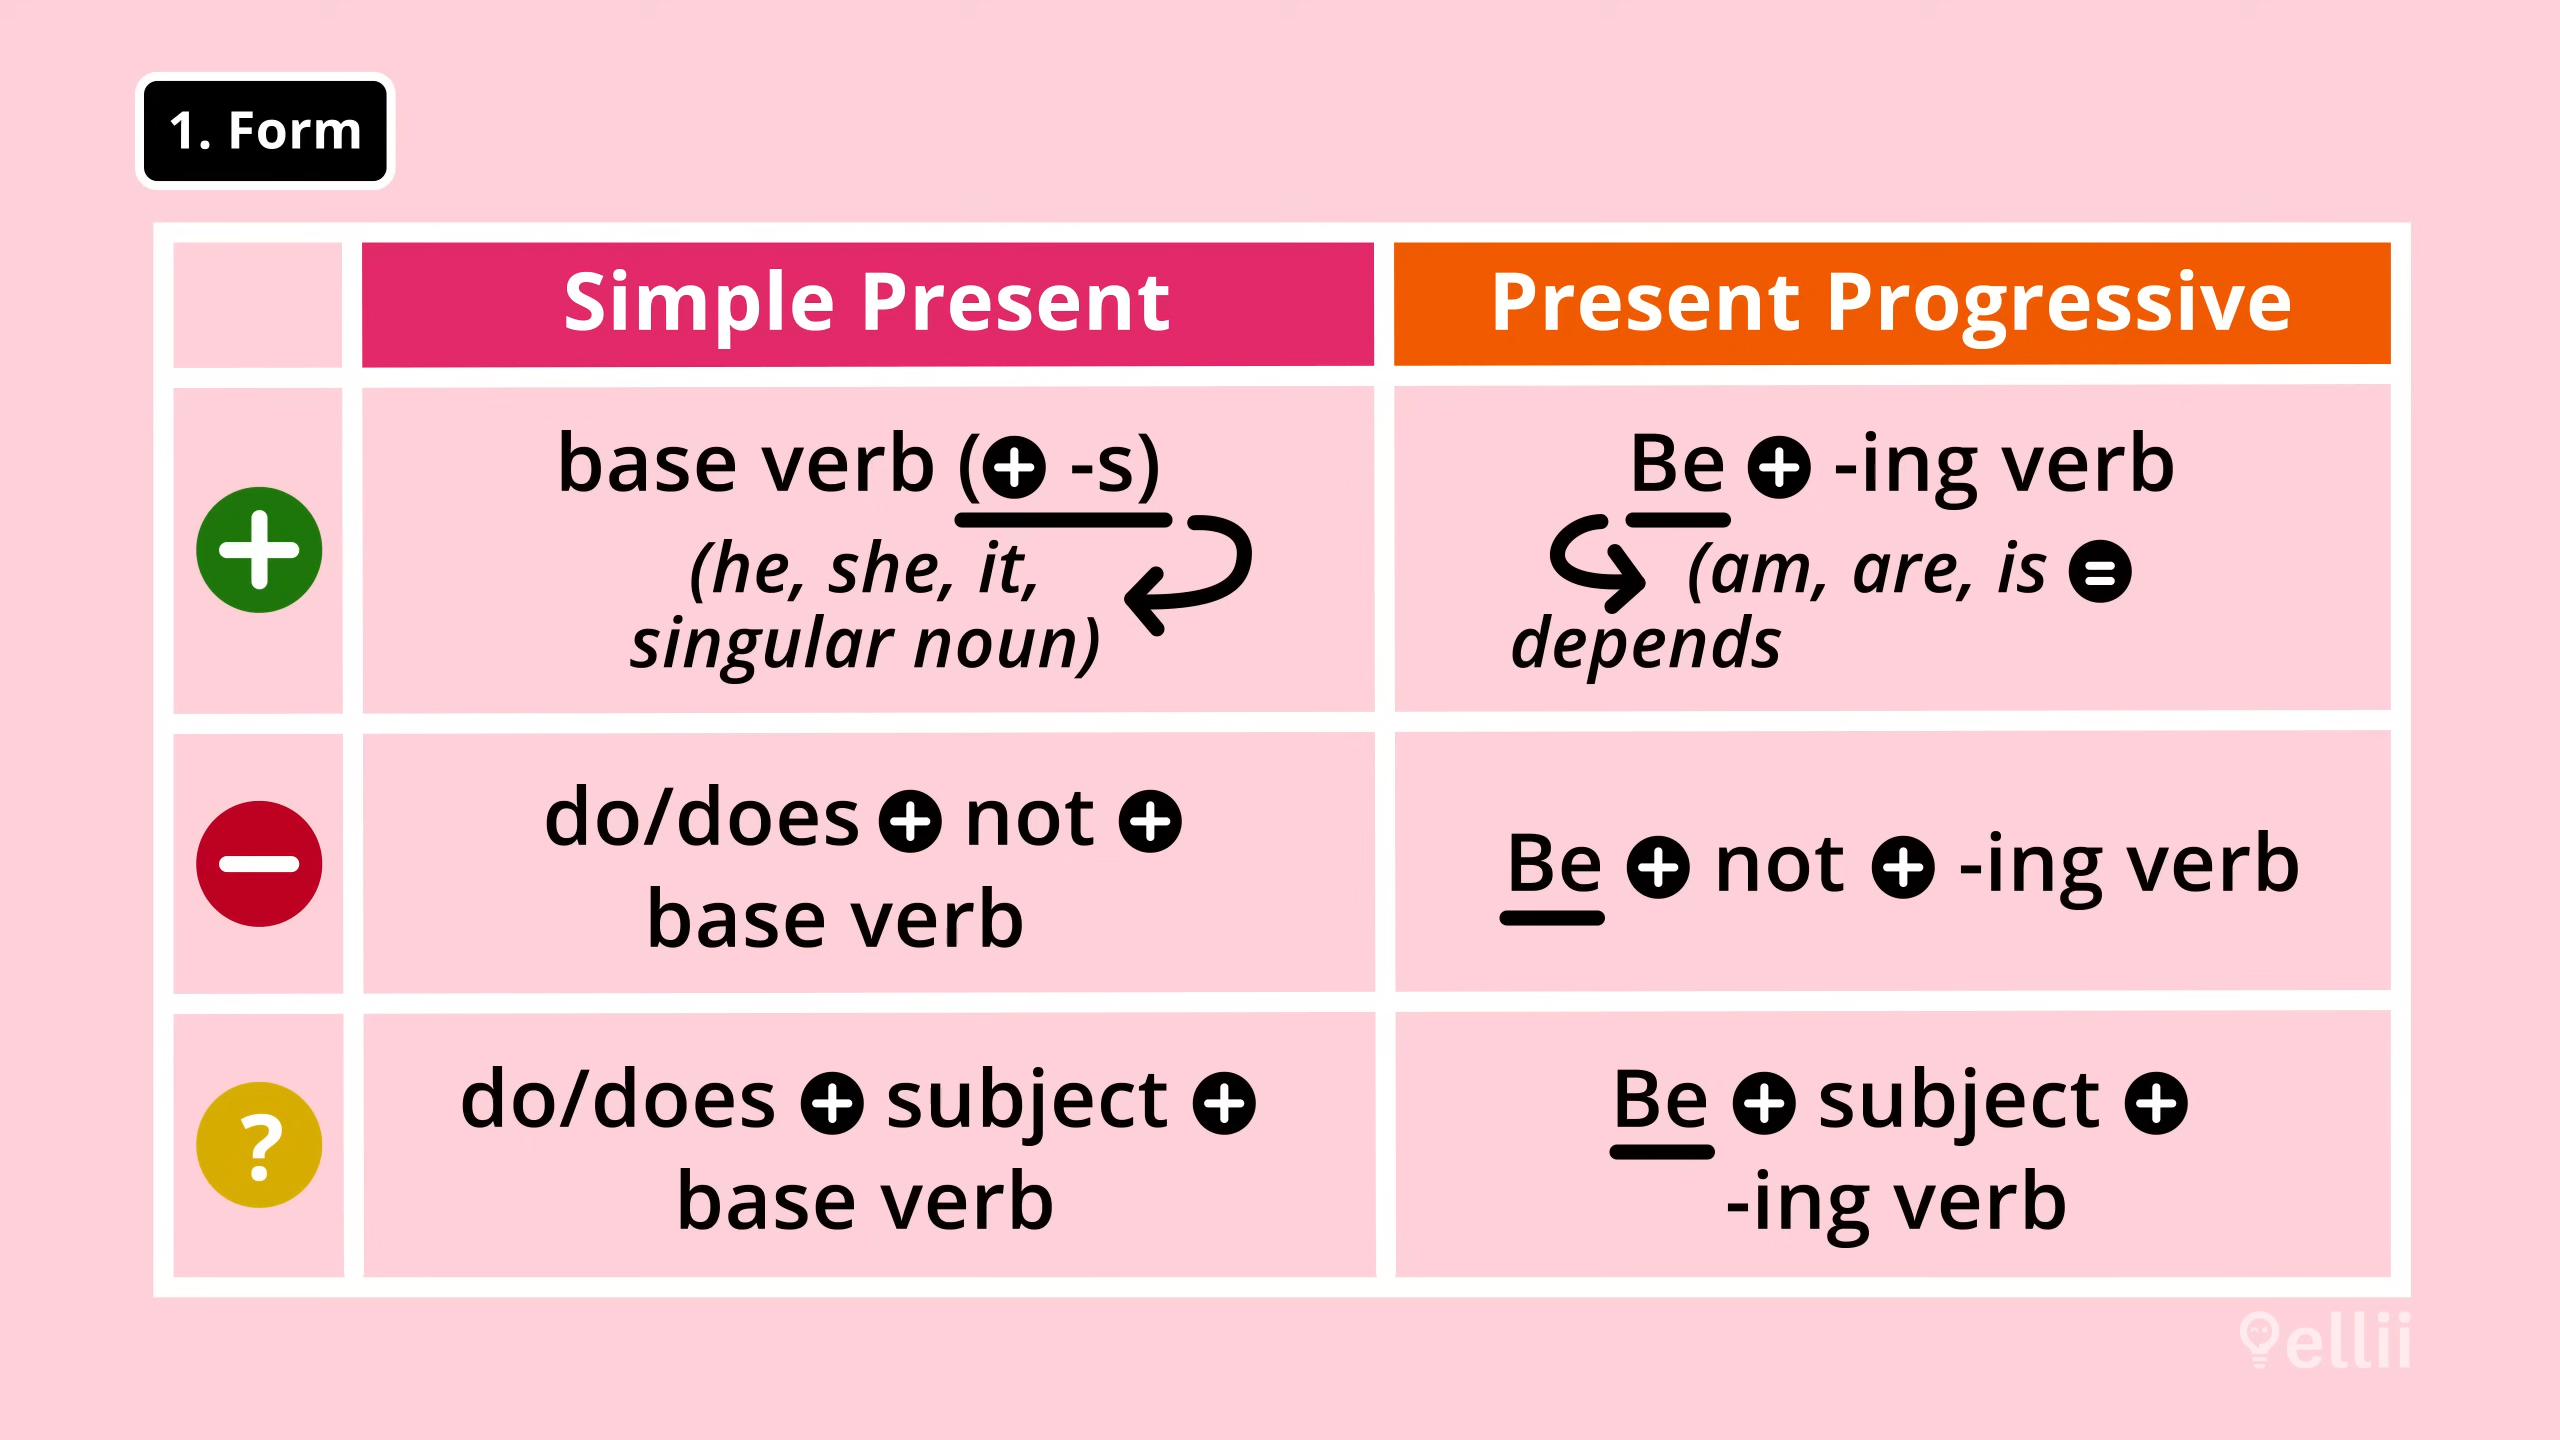 1. Form
Simple Present
Present Progressive
+
base verb (+ -s)
(he, she, it,
singular noun)
Be + -ing verb
(am, are, is =
depends
−
do/does + not +
base verb
Be + not + -ing verb
?
do/does + subject +
base verb
Be + subject +
-ing verb
ellii